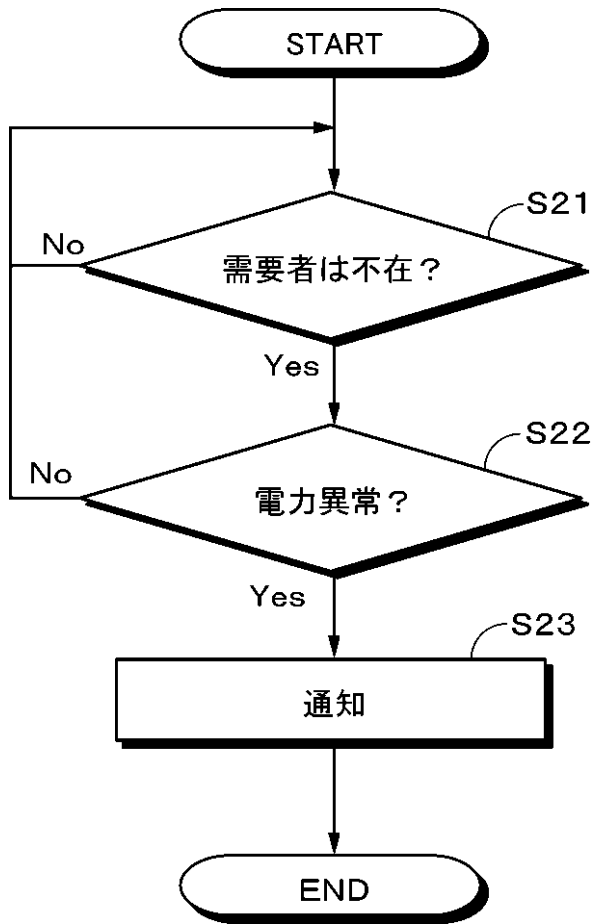 START
S21
No
需要者は不在？
Yes
S22
No
電力異常？
Yes
S23
通知
END